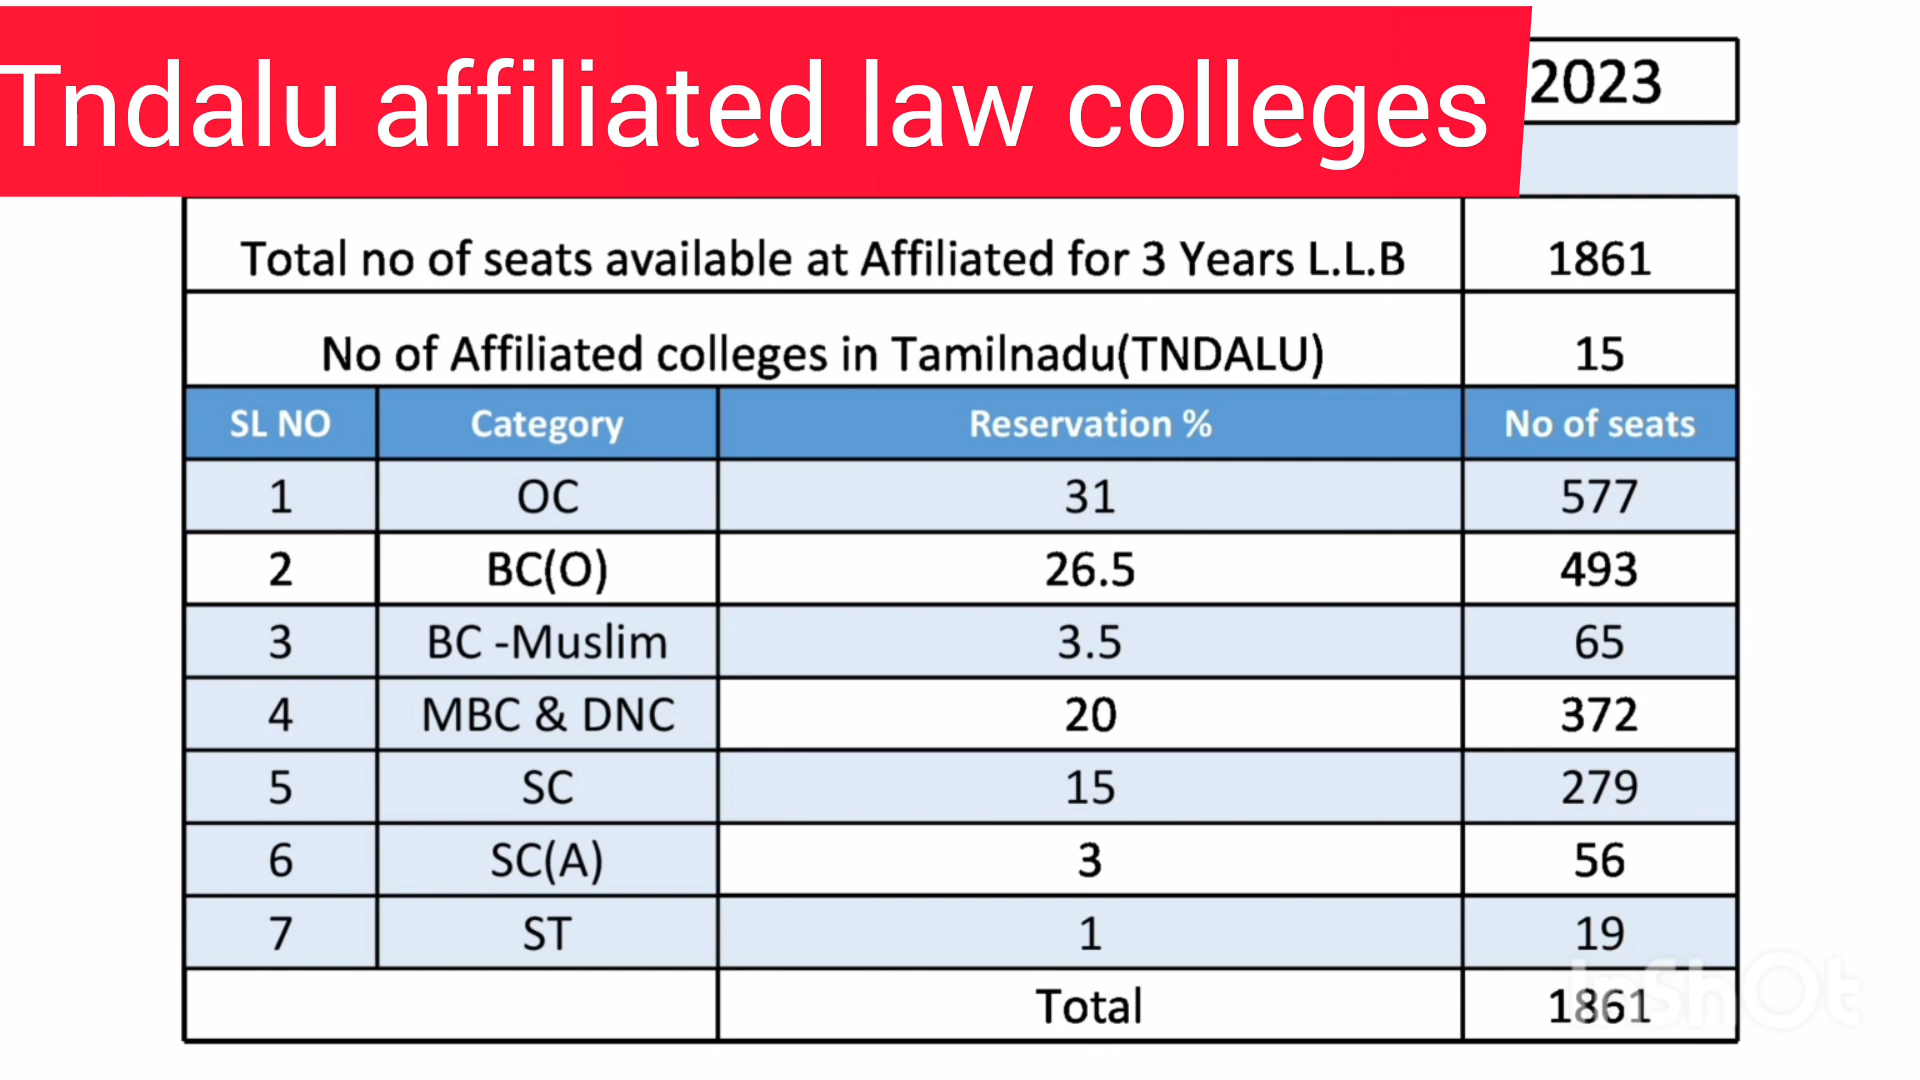 Tndalu affiliated law colleges
2023
Total no of seats available at Affiliated for 3 Years L.L.B 1861
No of Affiliated colleges in Tamilnadu(TNDALU) 15
SL NO Category Reservation % No of seats
1 OC 31 577
2 BC(O) 26.5 493
3 BC -Muslim 3.5 65
4 MBC & DNC 20 372
5 SC 15 279
6 SC(A) 3 56
7 ST 1 19
Total 1861
InShOt